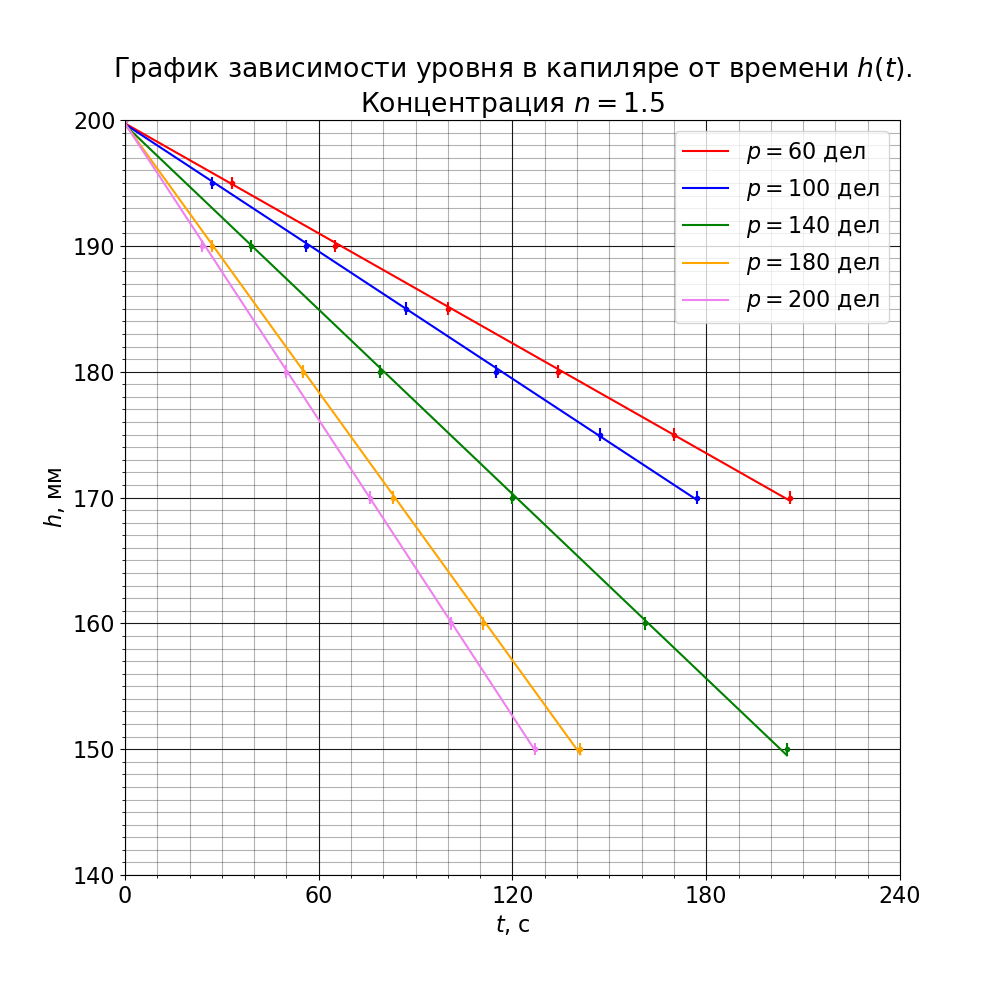 График зависимости уровня в капиляре от времени h(t).
Концентрация n = 1.5
200
190
180
170
160
150
140
h, мм
0
60
120
180
240
t, с
p = 60 дел
p = 100 дел
p = 140 дел
p = 180 дел
p = 200 дел